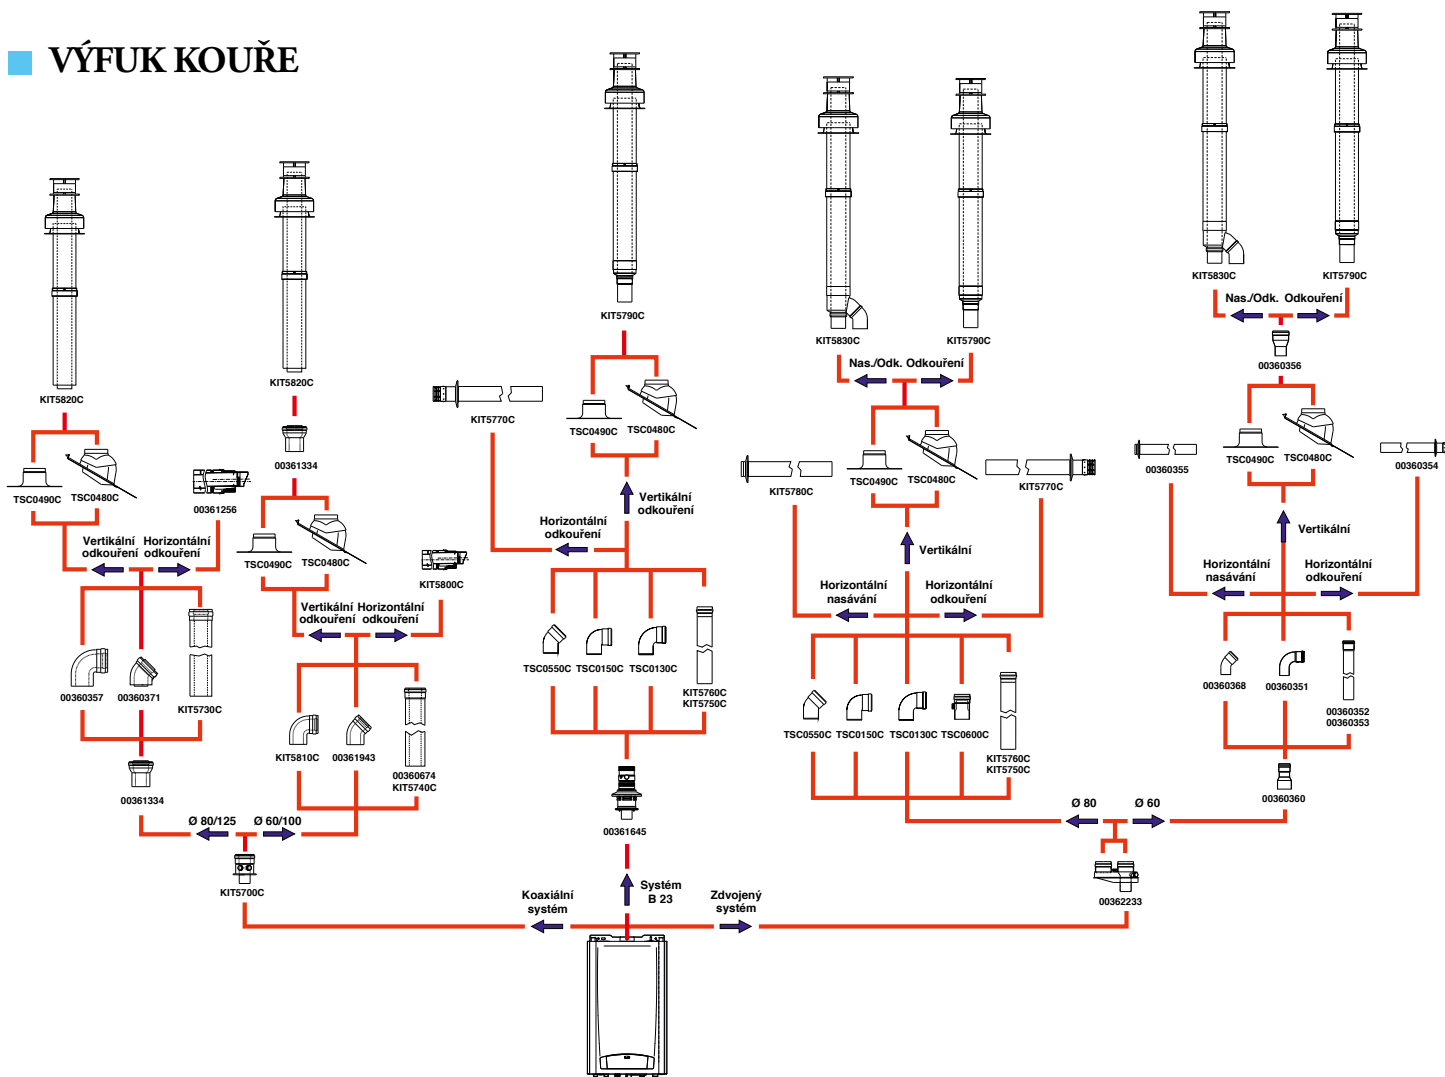 VÝFUK KOUŘE
KIT5820C
TSC0490C
TSC0480C
Vertikální
odkouření
Horizontální
odkouření
00361256
00360357
00360371
KIT5730C
00361334
Ø 80/125
Ø 60/100
KIT5700C
KIT5820C
00361334
TSC0490C
TSC0480C
KIT5800C
Vertikální
odkouření
Horizontální
odkouření
KIT5810C
00361943
00360674
KIT5740C
KIT5790C
KIT5770C
TSC0490C
TSC0480C
Vertikální
odkouření
Horizontální
odkouření
TSC0550C
TSC0150C
TSC0130C
KIT5760C
KIT5750C
00361645
Systém
B 23
Koaxiální
systém
Zdvojený
systém
KIT5830C
KIT5790C
Nas./Odk. Odkouření
KIT5780C
TSC0490C
TSC0480C
KIT5770C
Vertikální
Horizontální
nasávání
Horizontální
odkouření
TSC0550C
TSC0150C
TSC0130C
TSC0600C
KIT5760C
KIT5750C
Ø 80
Ø 60
00362233
KIT5830C
KIT5790C
Nas./Odk. Odkouření
00360356
00360355
TSC0490C
TSC0480C
00360354
Vertikální
Horizontální
nasávání
Horizontální
odkouření
00360368
00360351
00360352
00360353
00360360